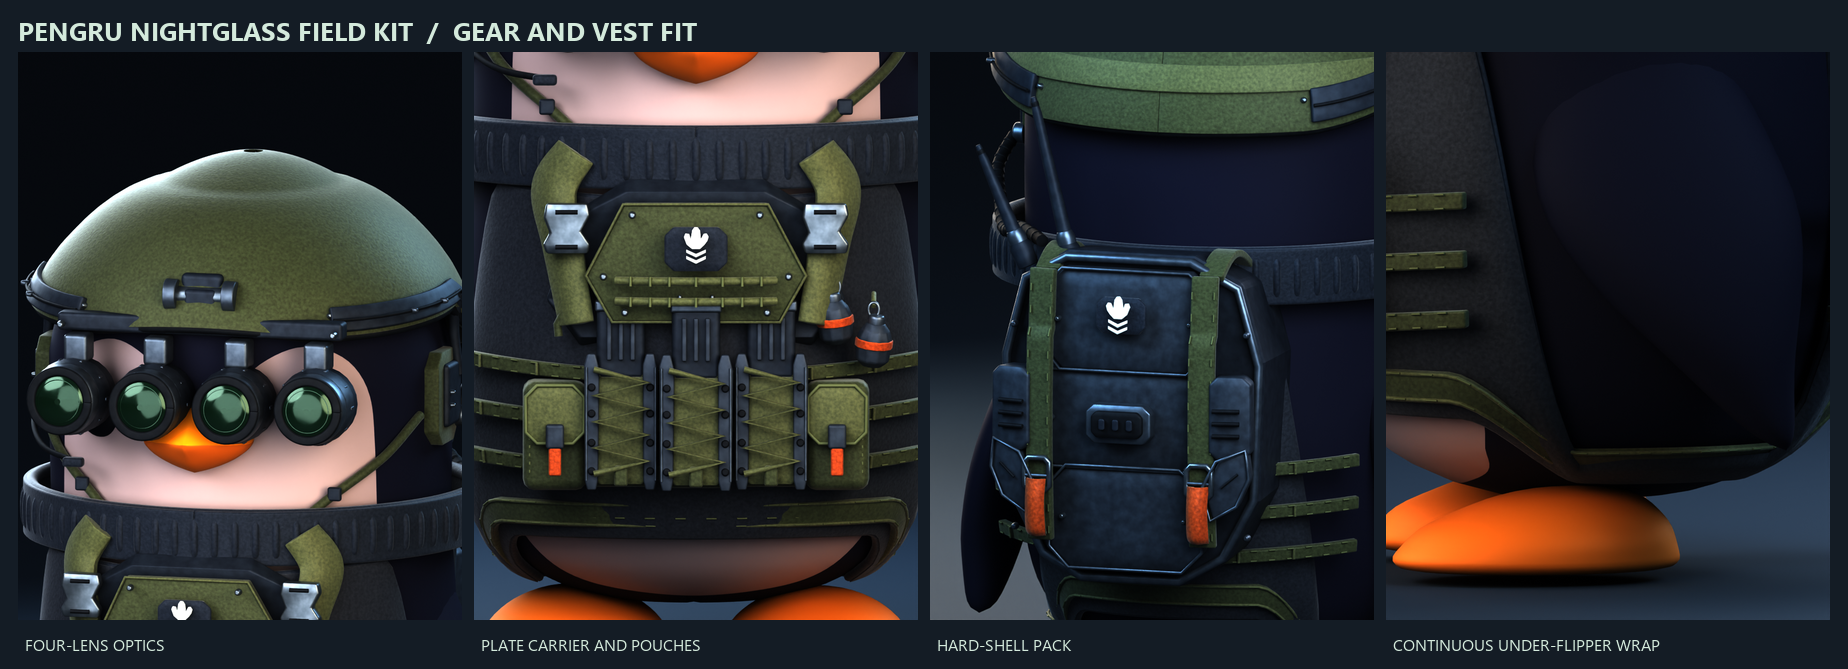 PENGRU NIGHTGLASS FIELD KIT / GEAR AND VEST FIT
FOUR-LENS OPTICS
PLATE CARRIER AND POUCHES
HARD-SHELL PACK
CONTINUOUS UNDER-FLIPPER WRAP